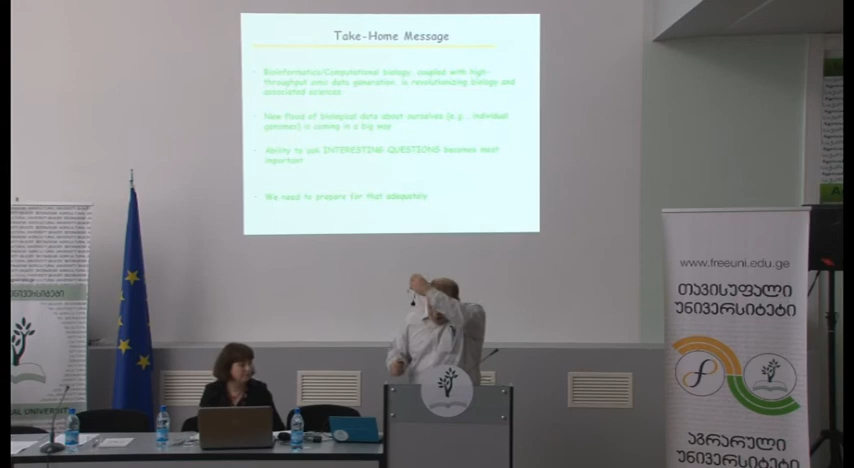 Take-Home Message
Bioinformatics/Computational biology, coupled with high-
throughput omic data generation, is revolutionizing biology and
associated sciences
New flood of biological data about ourselves (e.g., individual
genomes) is coming in a big way
Ability to ask INTERESTING QUESTIONS becomes most
important
We need to prepare for that adequately
www.freeuni.edu.ge
თავისუფალი
უნივერსიტეტი
აგრარული
უნივერსიტეტი